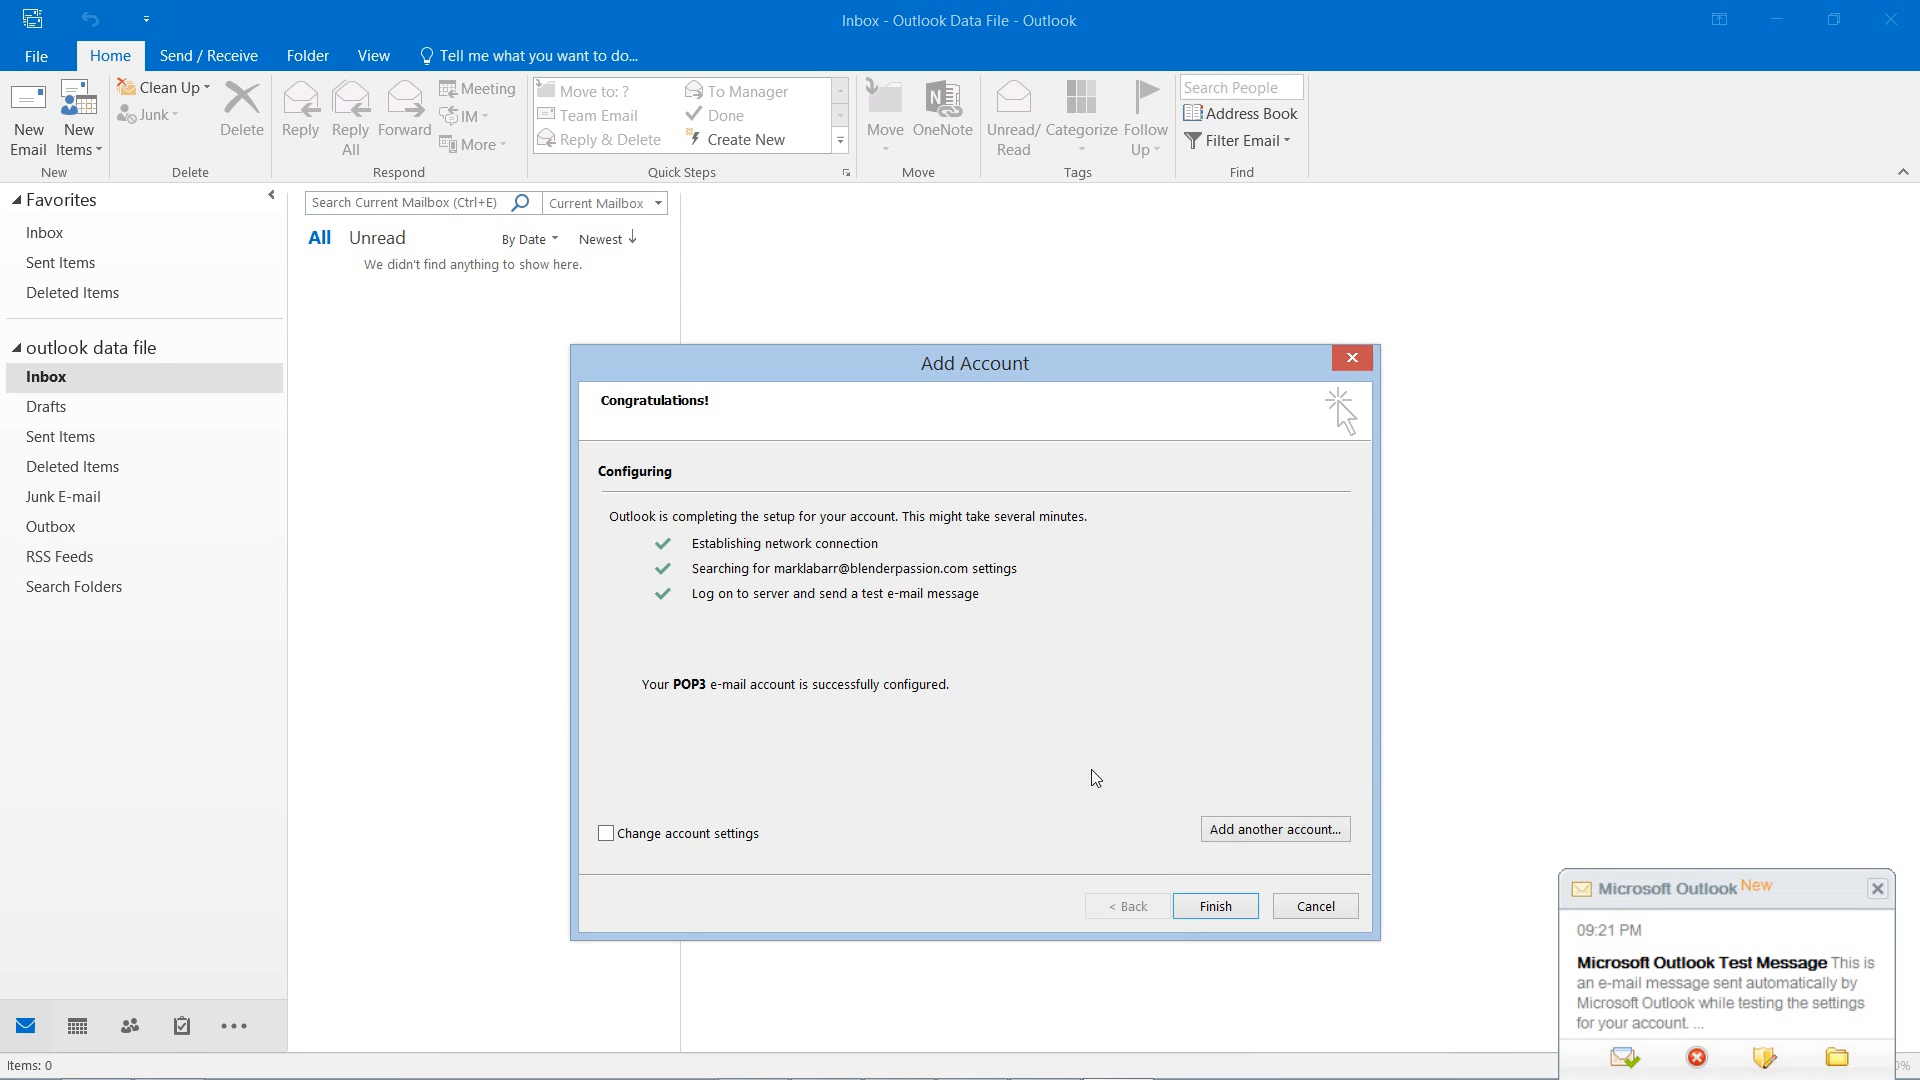 Inbox - Outlook Data File - Outlook
File Home Send / Receive Folder View Tell me what you want to do...
New Email
New Items
Clean Up
Junk
Delete
Reply
Reply All
Forward
Meeting
IM
More
Move to: ?
Team Email
Reply & Delete
To Manager
Done
Create New
Move
OneNote
Unread/ Read
Categorize
Follow Up
Search People
Address Book
Filter Email
New Delete Respond Quick Steps Move Tags Find
Favorites
Inbox
Sent Items
Deleted Items
outlook data file
Inbox
Drafts
Sent Items
Deleted Items
Junk E-mail
Outbox
RSS Feeds
Search Folders
Items: 0
Search Current Mailbox (Ctrl+E) Current Mailbox
All Unread By Date Newest
We didn't find anything to show here.
Add Account
Congratulations!
Configuring
Outlook is completing the setup for your account. This might take several minutes.
Establishing network connection
Searching for marklabarr@blenderpassion.com settings
Log on to server and send a test e-mail message
Your POP3 e-mail account is successfully configured.
Change account settings
Add another account...
< Back Finish Cancel
Microsoft Outlook New
09:21 PM
Microsoft Outlook Test Message This is
an e-mail message sent automatically by
Microsoft Outlook while testing the settings
for your account. ...